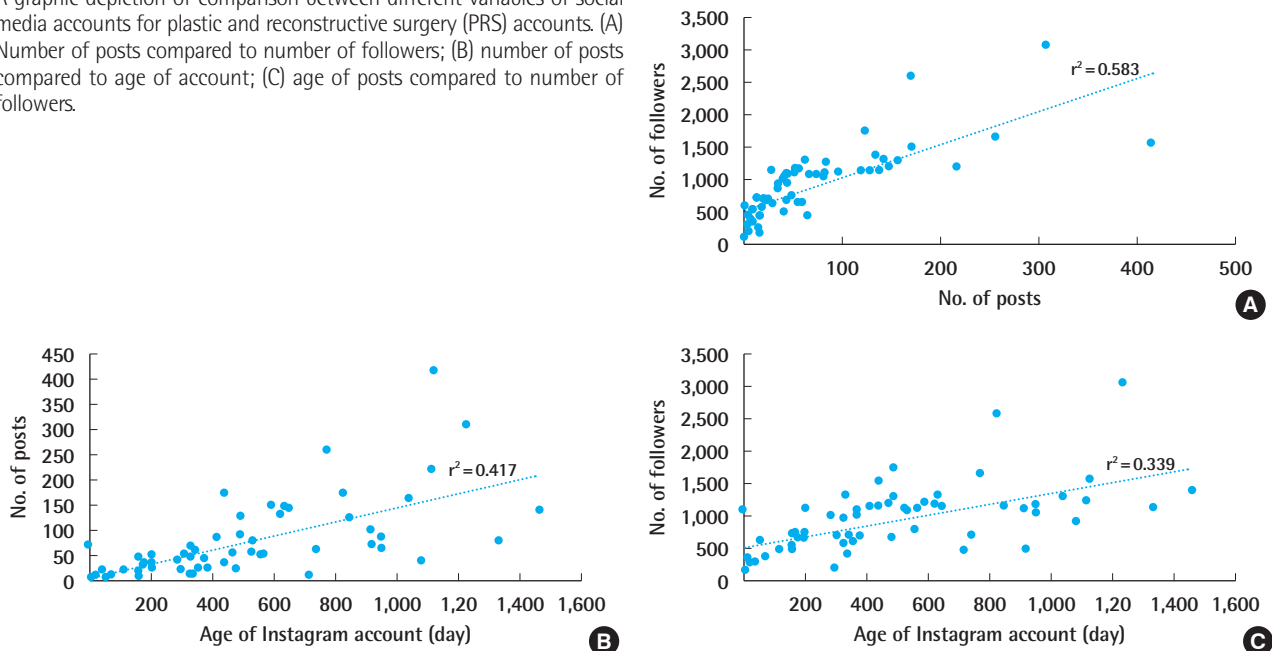 A graphic depiction of comparison between different variables of social
media accounts for plastic and reconstructive surgery (PRS) accounts. (A)
Number of posts compared to number of followers; (B) number of posts
compared to age of account; (C) age of posts compared to number of
followers.
3,500
3,000
2,500
2,000
1,500
1,000
500
0
No. of followers
r² = 0.583
100 200 300 400 500
No. of posts
A
450
400
350
300
250
200
150
100
50
0
No. of posts
r² = 0.417
200 400 600 800 1,000 1,20 1,400 1,600
Age of Instagram account (day)
B
3,500
3,000
2,500
2,000
1,500
1,000
500
0
No. of followers
r² = 0.339
200 400 600 800 1,000 1,200 1,400 1,600
Age of Instagram account (day)
C